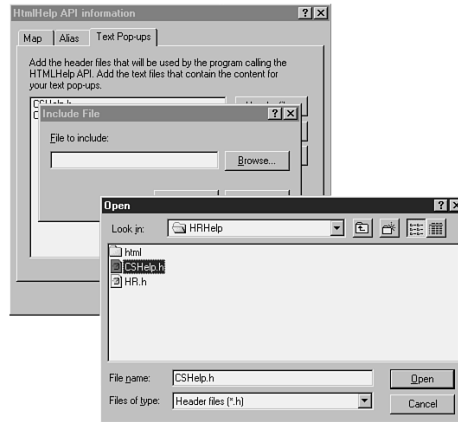 HtmlHelp API information
Map Alias Text Pop-ups
Add the header files that will be used by the program calling the
HTMLHelp API. Add the text files that contain the content for
your text pop-ups.
Include File
File to include:
Browse...
Open
Look in: HRHelp
html
CSHelp.h
HR.h
File name: CSHelp.h Open
Files of type: Header files (*.h) Cancel